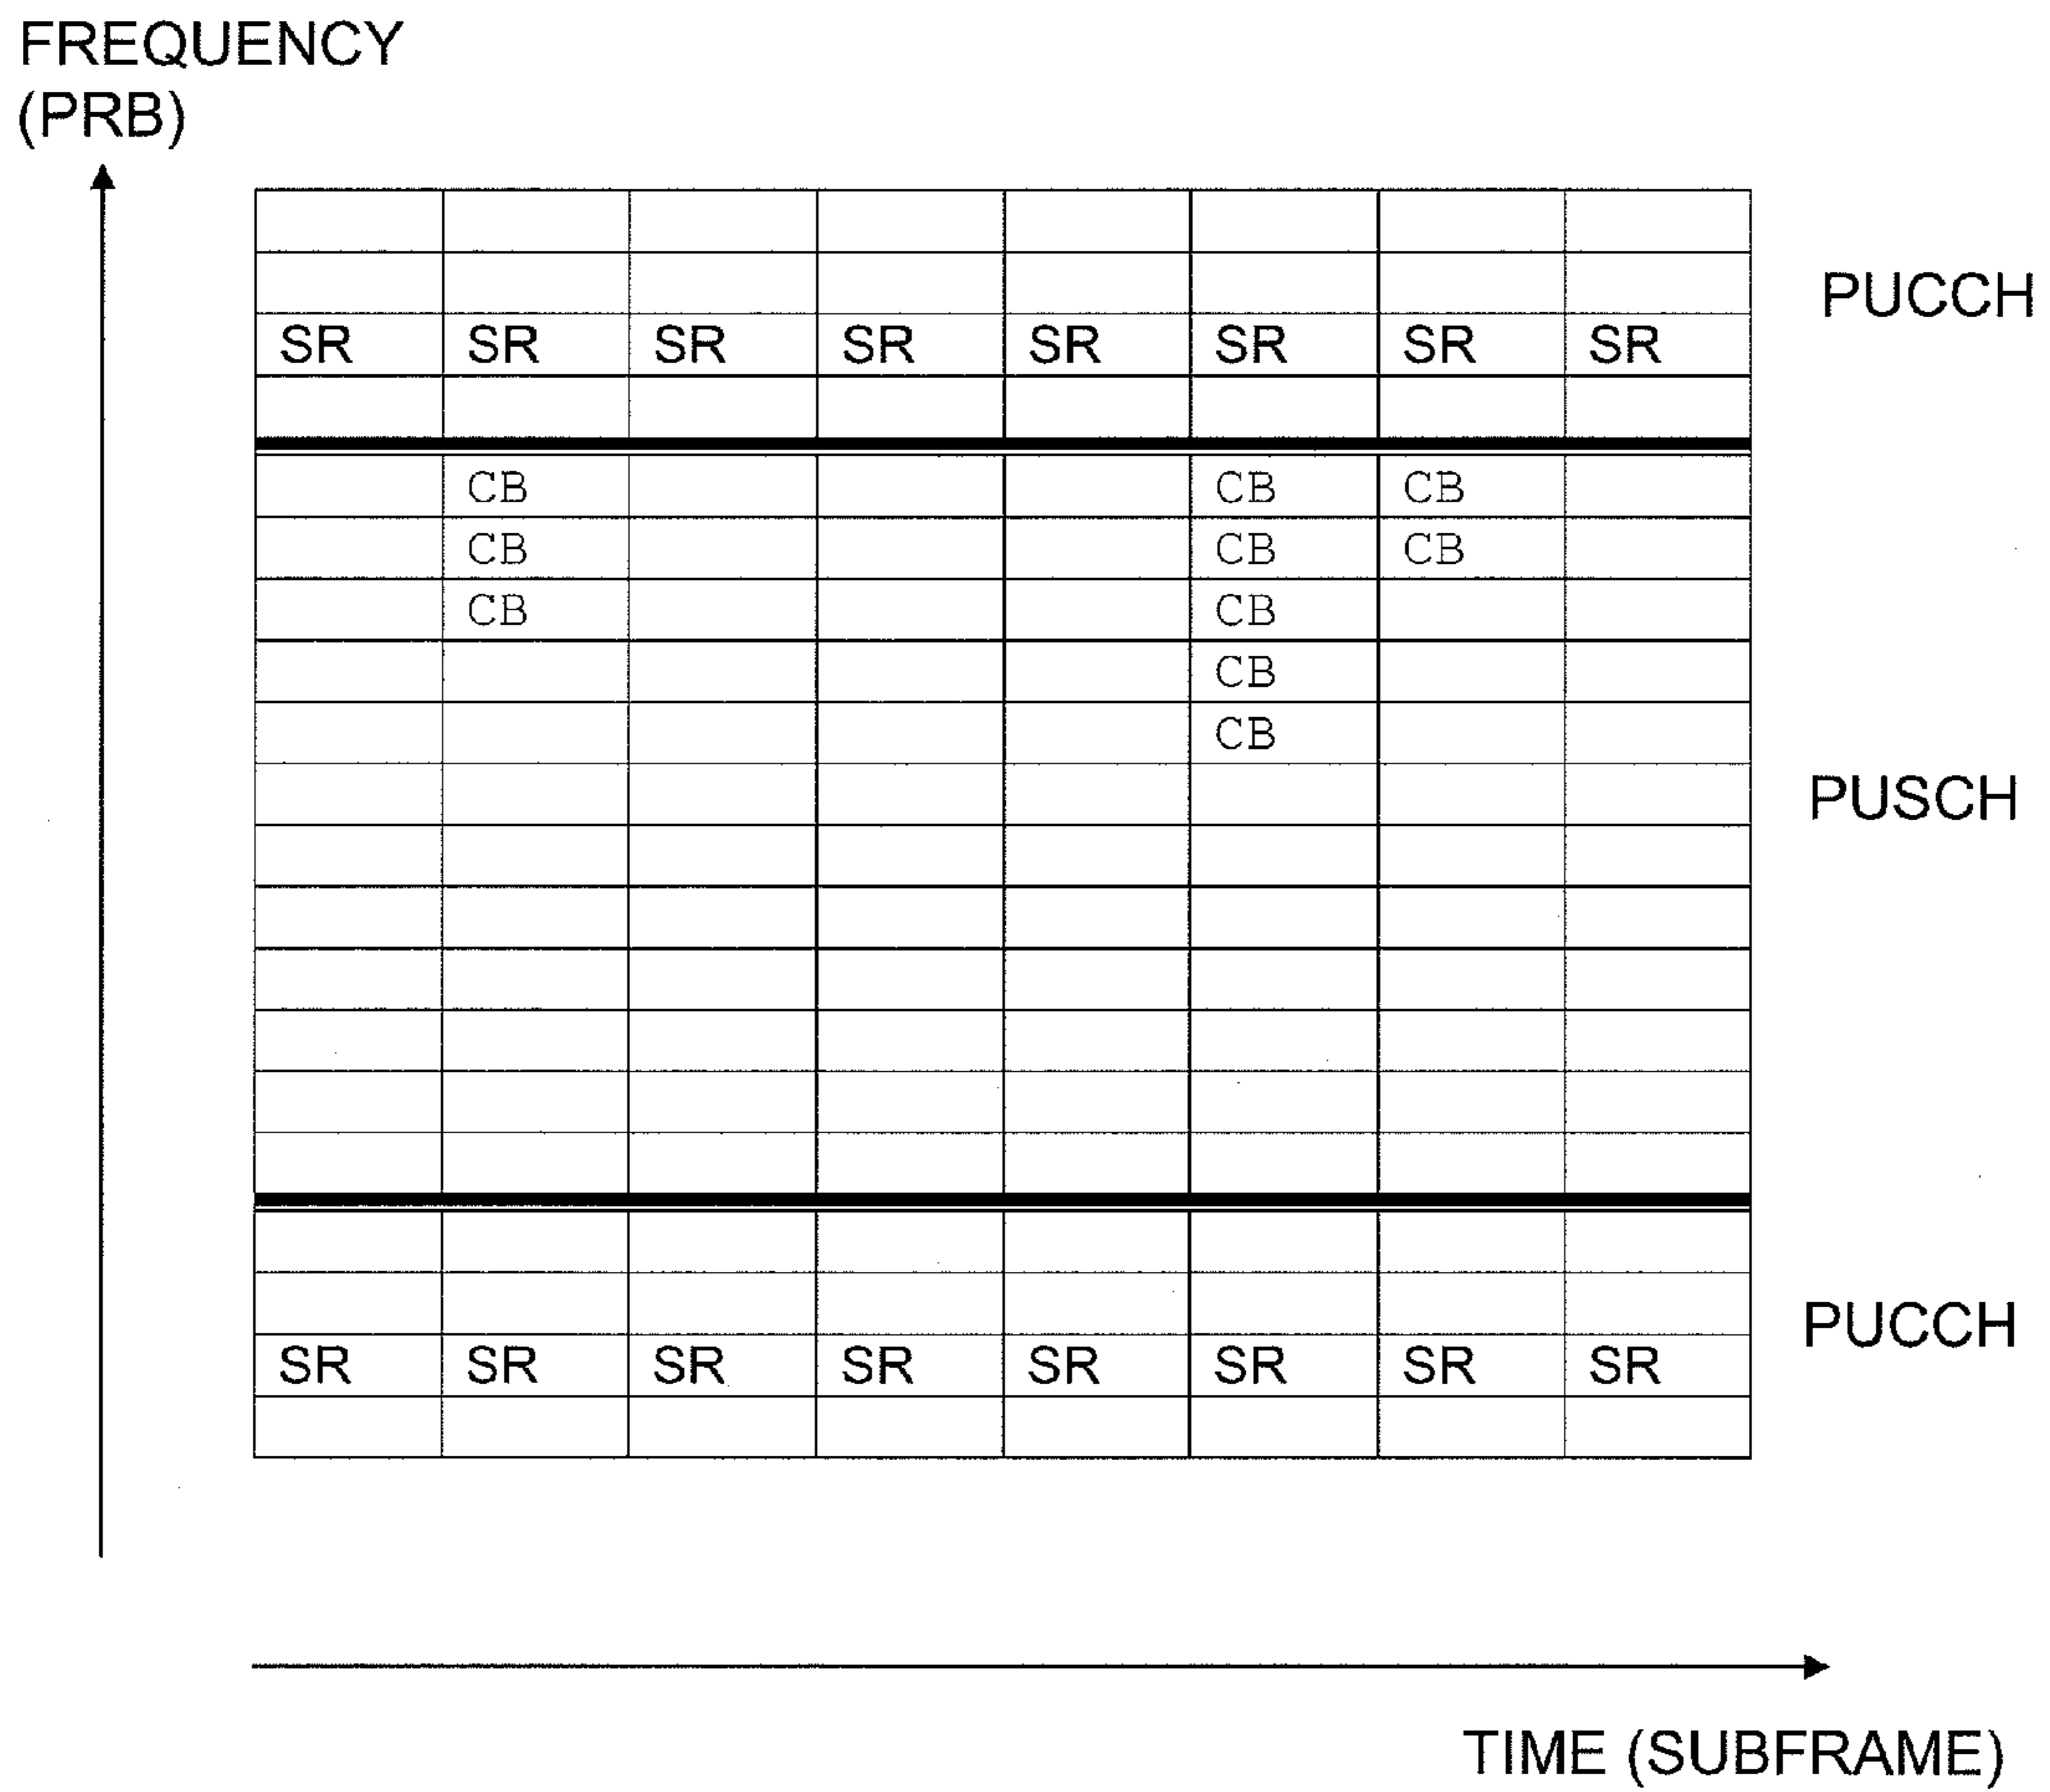 FREQUENCY
(PRB)
PUCCH
SR SR SR SR SR SR SR SR
CB CB CB
CB CB CB
CB CB
CB
CB
PUSCH
PUCCH
SR SR SR SR SR SR SR SR
TIME (SUBFRAME)